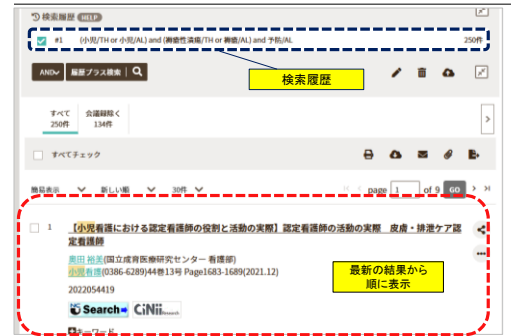 検索履歴 HELP
#1 (小児/TH or 小児/AL) and (褥瘡性潰瘍/TH or 褥瘡/AL) and 予防/AL 250件
AND 履歴プラス検索
検索履歴
すべて 会議録除く
250件 134件
すべてチェック
簡易表示 新しい順 30件 page 1 of 9 GO
1 【小児看護における認定看護師の役割と活動の実際】認定看護師の活動の実際 皮膚・排泄ケア認
定看護師
奥田 裕美(国立成育医療研究センター 看護部)
小児看護(0386-6289)44巻13号 Page1683-1689(2021.12)
2022054419
最新の結果から
順に表示
Search CiNii Research
キーワード